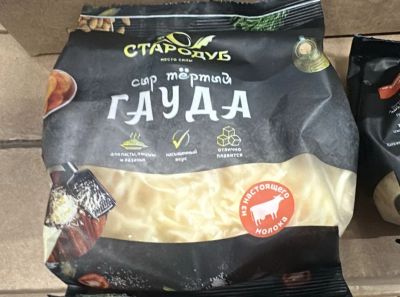 СТАРОДУБ
МЕСТО СИЛЫ
сыр тёртый
ГАУДА
для пасты, пиццы
и лазаньи
насыщенный
вкус
отлично
плавится
ИЗ НАСТОЯЩЕГО
МОЛОКА